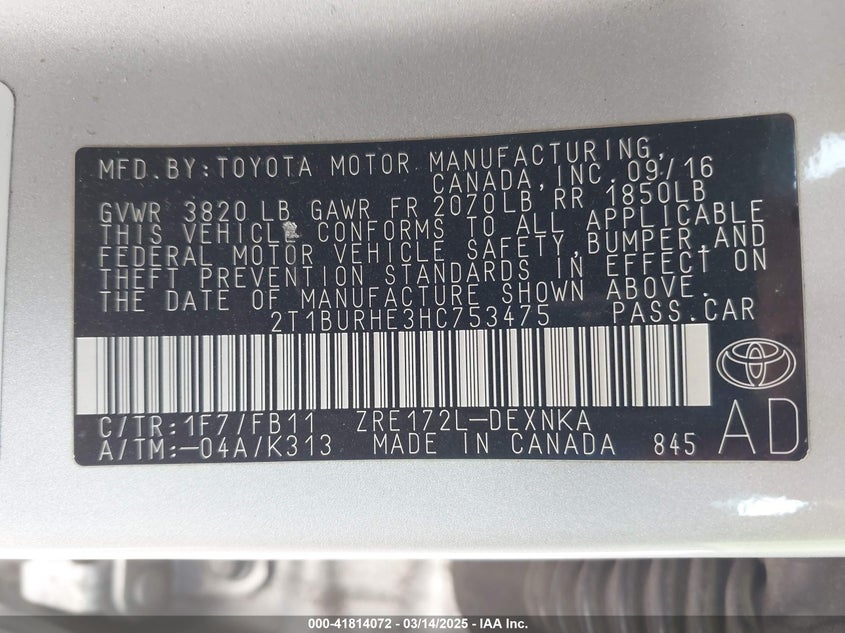 MFD.BY:TOYOTA MOTOR MANUFACTURING,
CANADA,INC. 09/16
GVWR 3820 LB GAWR FR 2070LB RR 1850LB
THIS VEHICLE CONFORMS TO ALL APPLICABLE
FEDERAL MOTOR VEHICLE SAFETY,BUMPER,AND
THEFT PREVENTION STANDARDS IN EFFECT ON
THE DATE OF MANUFACTURE SHOWN ABOVE.
2T1BURHE3HC753475 PASS.CAR
C/TR:1F7/FB11 ZRE172L-DEXNKA
A/TM:-04A/K313 MADE IN CANADA 845 AD
000-41814072 - 03/14/2025 - IAA Inc.